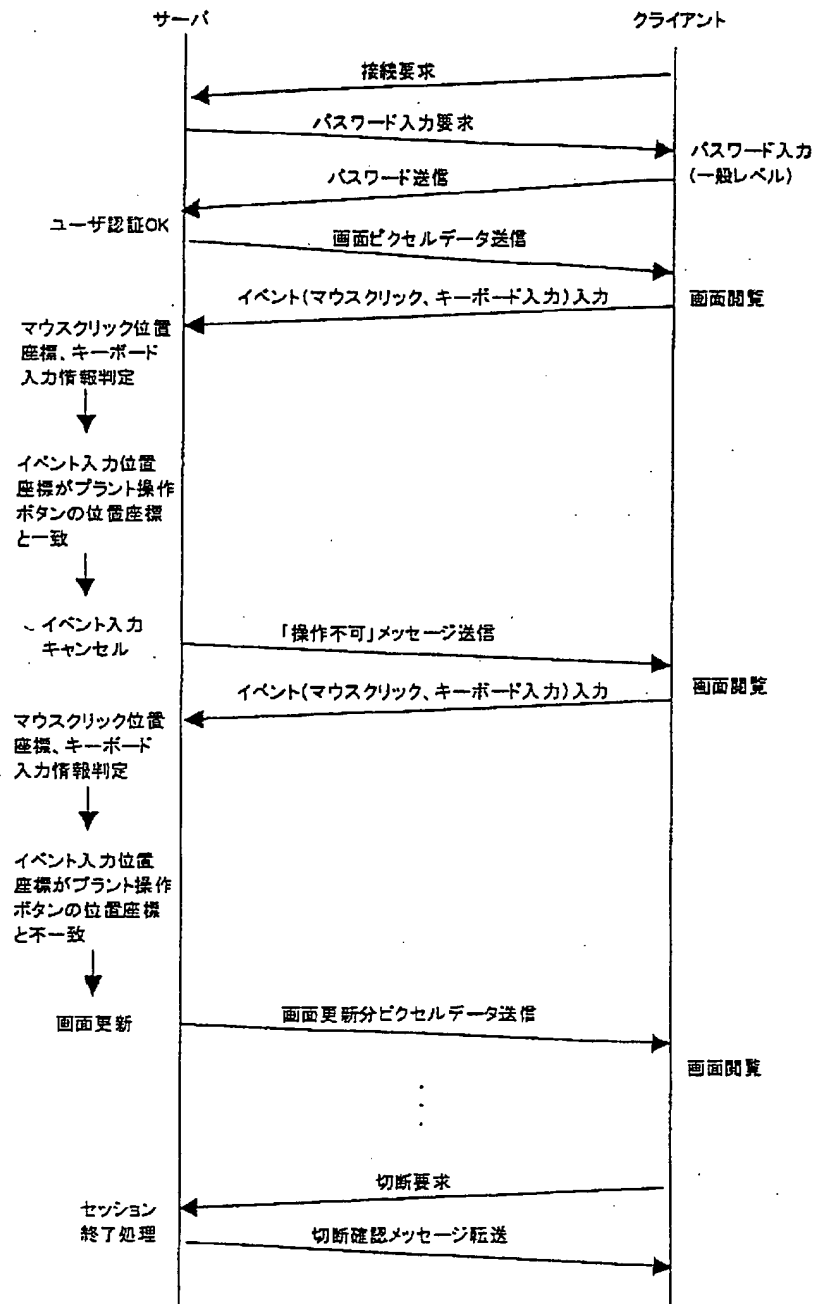 サーバ
クライアント
接続要求
パスワード入力要求
パスワード入力
(一般レベル)
パスワード送信
ユーザ認証OK
画面ピクセルデータ送信
イベント(マウスクリック、キーボード入力)入力
画面閲覧
マウスクリック位置
座標、キーボード
入力情報判定
イベント入力位置
座標がプラント操作
ボタンの位置座標
と一致
イベント入力
キャンセル
「操作不可」メッセージ送信
画面閲覧
イベント(マウスクリック、キーボード入力)入力
マウスクリック位置
座標、キーボード
入力情報判定
イベント入力位置
座標がプラント操作
ボタンの位置座標
と不一致
画面更新
画面更新分ピクセルデータ送信
画面閲覧
切断要求
セッション
終了処理
切断確認メッセージ転送